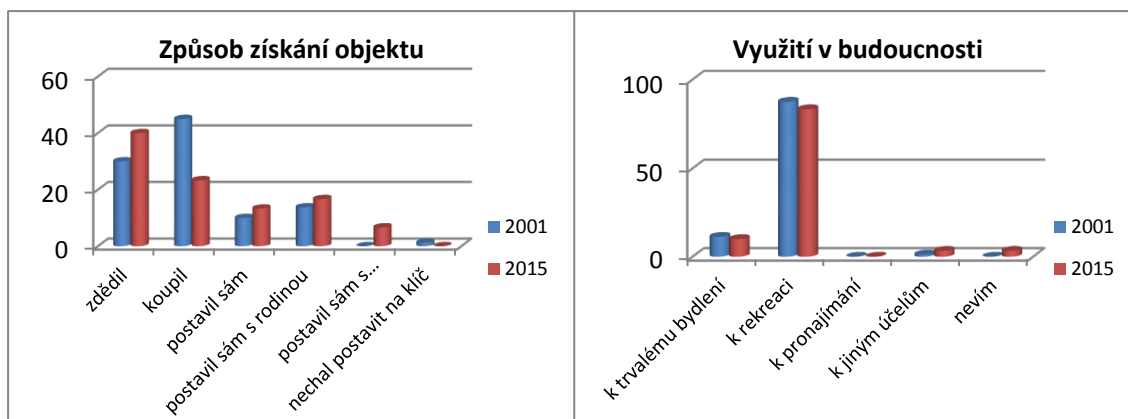 Způsob získání objektu
60
40
20
0
zdědil
koupil
postavil sám
postavil sám s rodinou
postavil sám s...
nechal postavit na klíč
2001
2015
Využití v budoucnosti
100
50
0
k trvalému bydlení
k rekreaci
k pronajímání
k jiným účelům
nevím
2001
2015